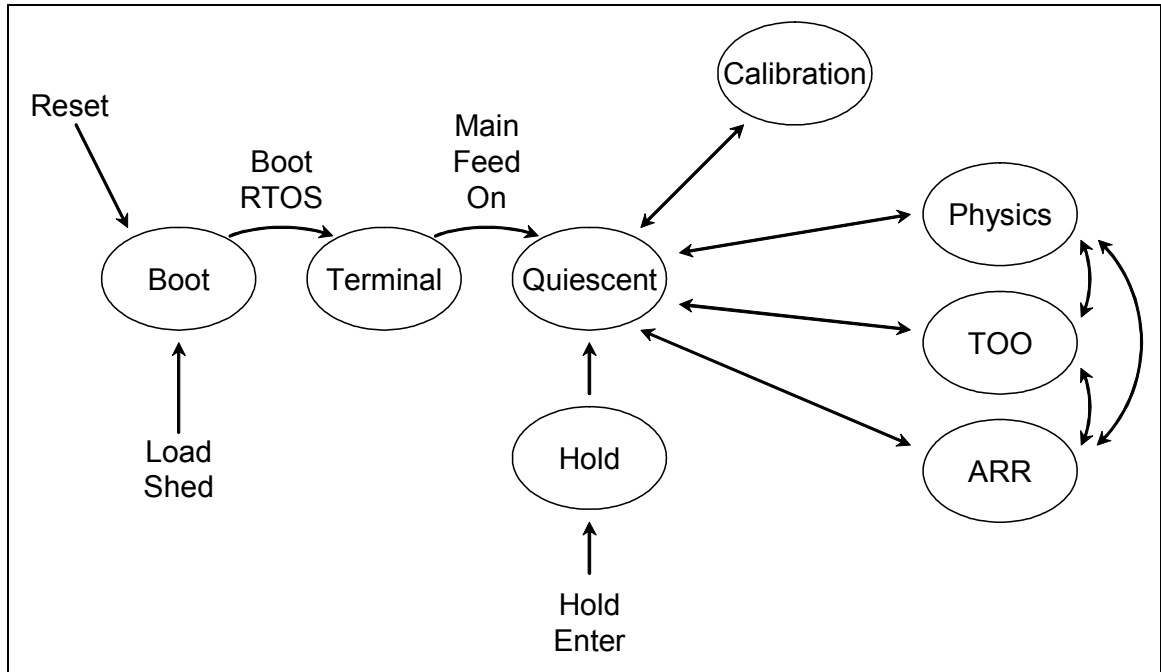 Calibration
Reset
Main
Feed
On
Boot
RTOS
Physics
Boot
Terminal
Quiescent
TOO
Load
Shed
Hold
ARR
Hold
Enter